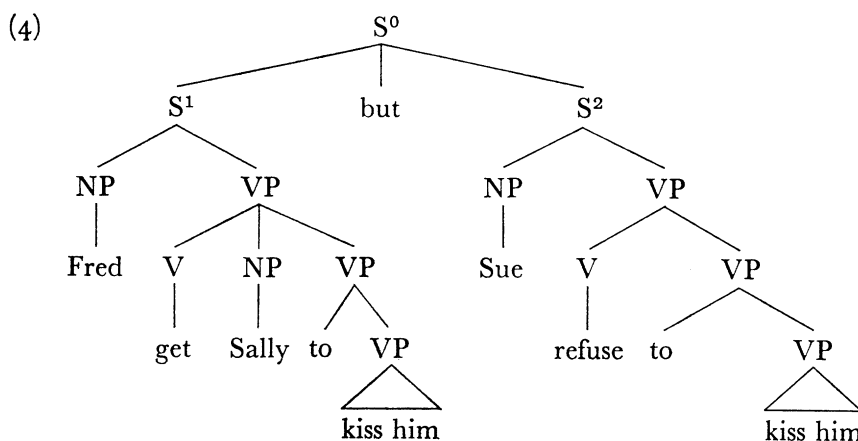 (4)
S⁰
S¹ but S²
NP VP NP VP
Fred V NP VP Sue V VP
get Sally to VP refuse to VP
kiss him kiss him